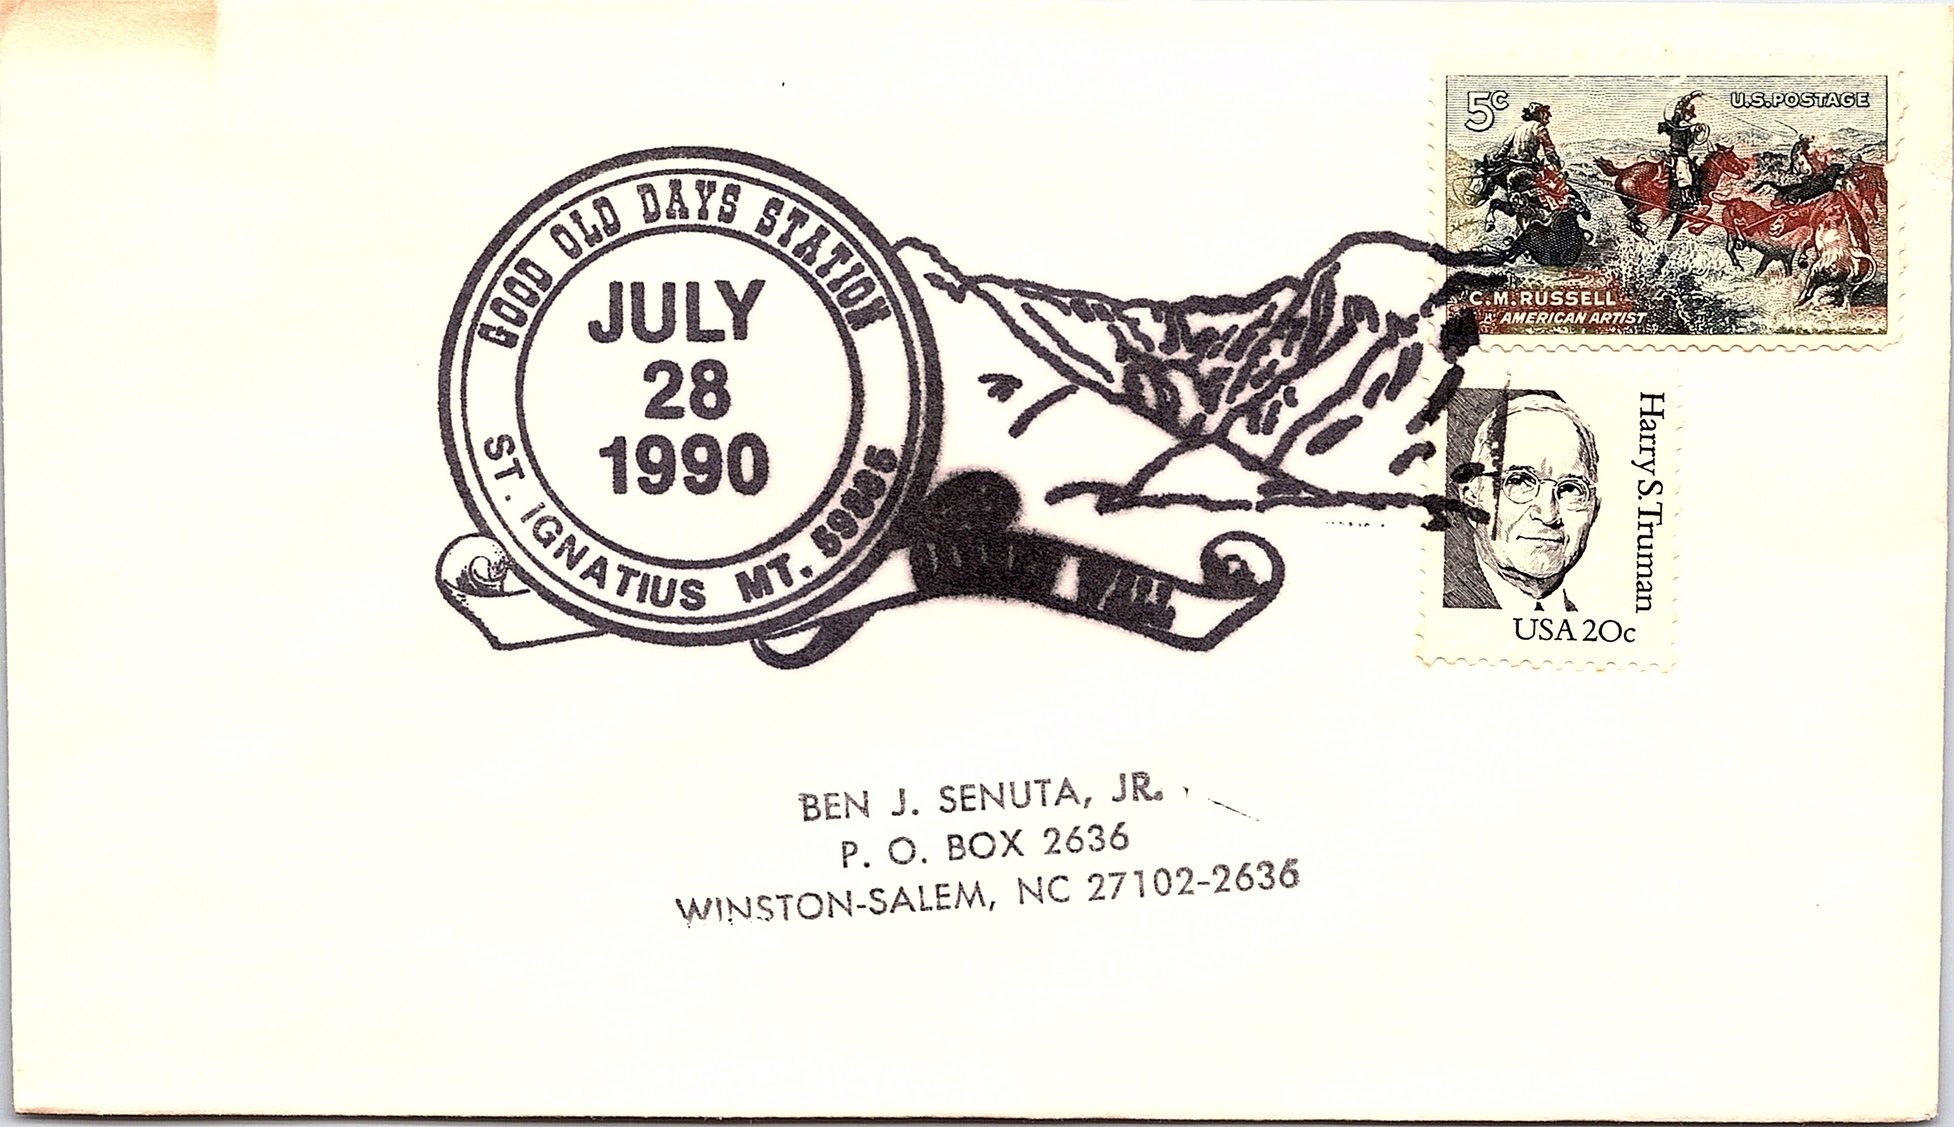 GOOD OLD DAYS STATION
JULY
28
1990
ST. IGNATIUS MT. 59865
5c
U.S. POSTAGE
C.M. RUSSELL
AMERICAN ARTIST
Harry S. Truman
USA 20c
BEN J. SENUTA, JR.
P. O. BOX 2636
WINSTON-SALEM, NC 27102-2636